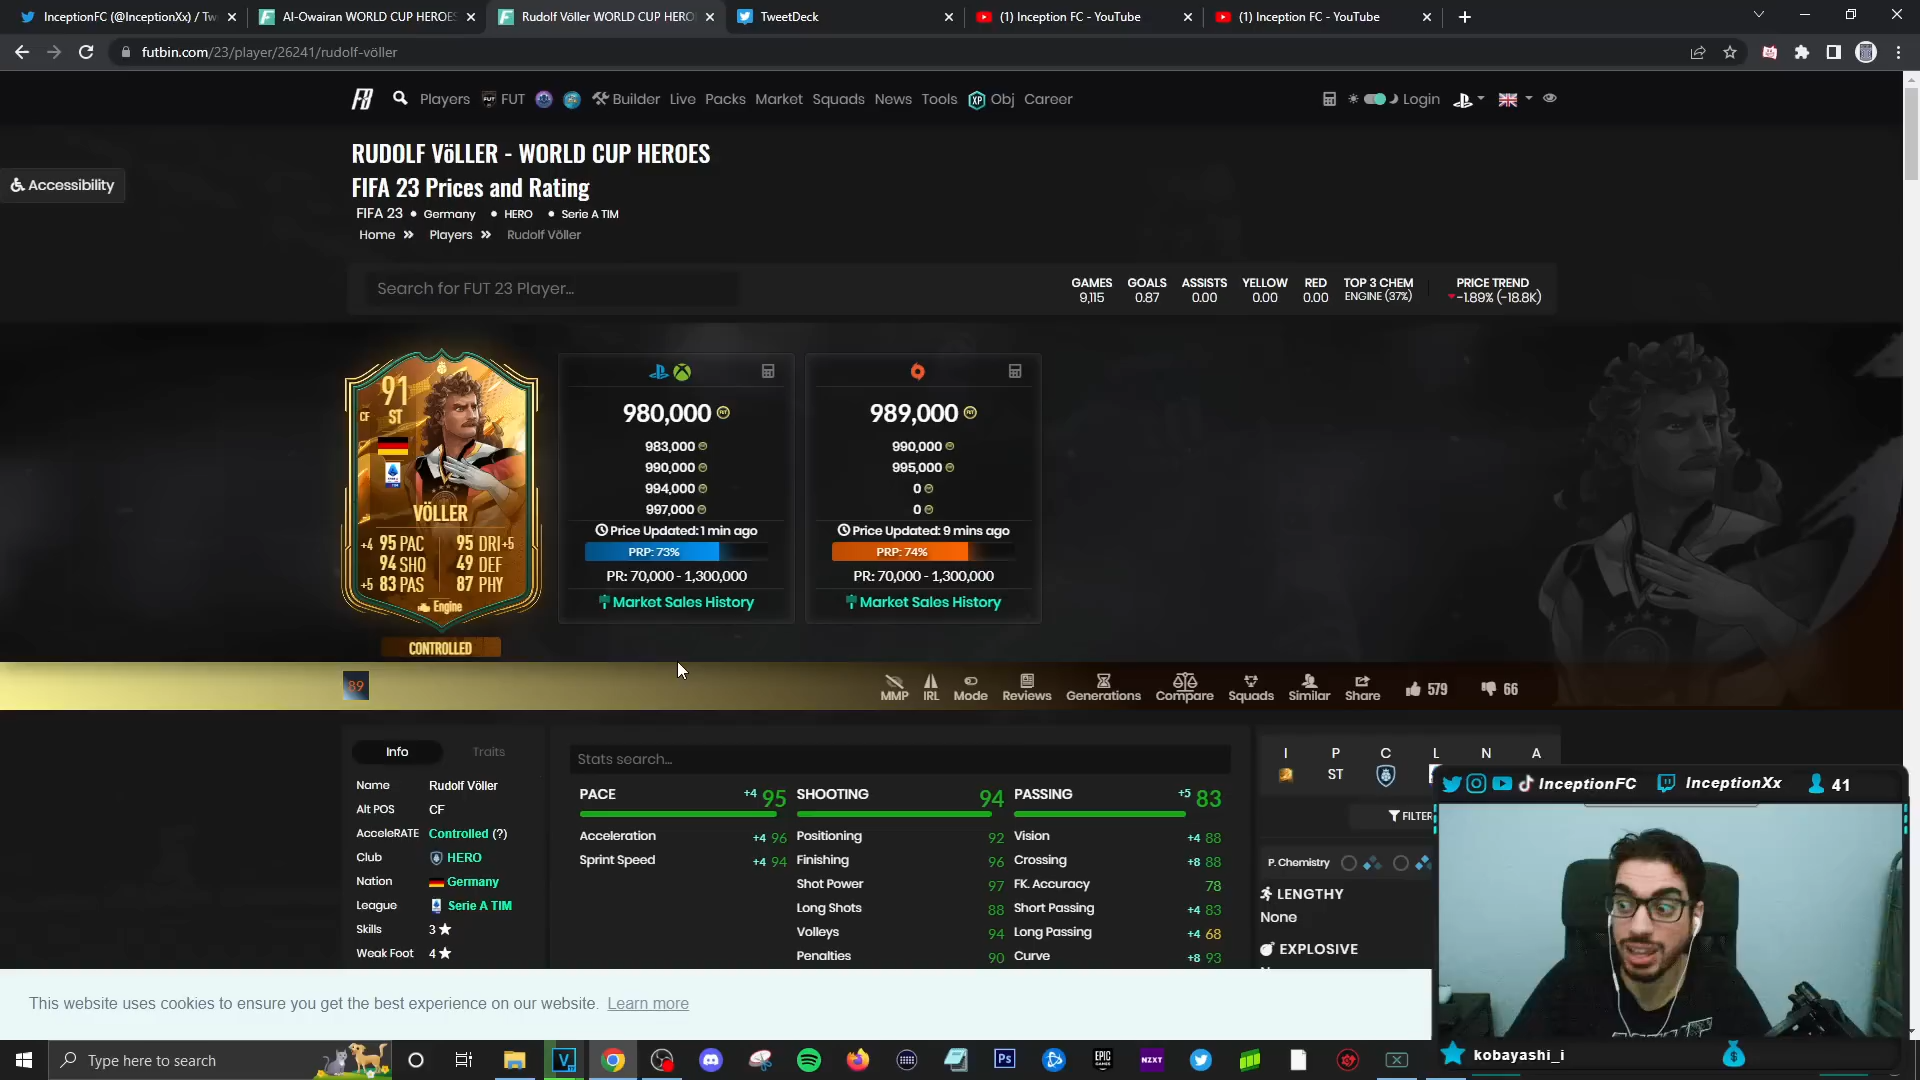 InceptionFC (@InceptionXx) / Tw
Al-Owairan WORLD CUP HEROES
Rudolf Völler WORLD CUP HERO
TweetDeck
(1) Inception FC - YouTube
(1) Inception FC - YouTube
futbin.com/23/player/26241/rudolf-völler
Players FUT Builder Live Packs Market Squads News Tools XP Obj Career
Login
RUDOLF VöLLER - WORLD CUP HEROES
FIFA 23 Prices and Rating
Accessibility
FIFA 23 • Germany • HERO • Serie A TIM
Home » Players » Rudolf Völler
Search for FUT 23 Player...
GAMES GOALS ASSISTS YELLOW RED TOP 3 CHEM PRICE TREND
9,115 0.87 0.00 0.00 0.00 ENGINE (37%) -1.89% (-18.8K)
91
CF ST
VÖLLER
+4 95 PAC 95 DRI +5
94 SHO 49 DEF
+5 83 PAS 87 PHY
Engine
CONTROLLED
980,000
983,000
990,000
994,000
997,000
Price Updated: 1 min ago
PRP: 73%
PR: 70,000 - 1,300,000
Market Sales History
989,000
990,000
995,000
0
0
Price Updated: 9 mins ago
PRP: 74%
PR: 70,000 - 1,300,000
Market Sales History
89
MMP IRL Mode Reviews Generations Compare Squads Similar Share 579 66
Info Traits
Name Rudolf Völler
Alt POS CF
AcceleRATE Controlled (?)
Club HERO
Nation Germany
League Serie A TIM
Skills 3
Weak Foot 4
Stats search...
PACE +4 95
Acceleration +4 96
Sprint Speed +4 94
SHOOTING 94
Positioning 92
Finishing 96
Shot Power 97
Long Shots 88
Volleys 94
Penalties 90
PASSING +5 83
Vision +4 88
Crossing +8 88
FK. Accuracy 78
Short Passing +4 83
Long Passing +4 68
Curve +8 93
I P C L N A
ST
FILTER
P. Chemistry
LENGTHY
None
EXPLOSIVE
InceptionFC InceptionXx 41
kobayashi_i
This website uses cookies to ensure you get the best experience on our website. Learn more
Type here to search
V
Ps
EPIC GAMES
NZXT